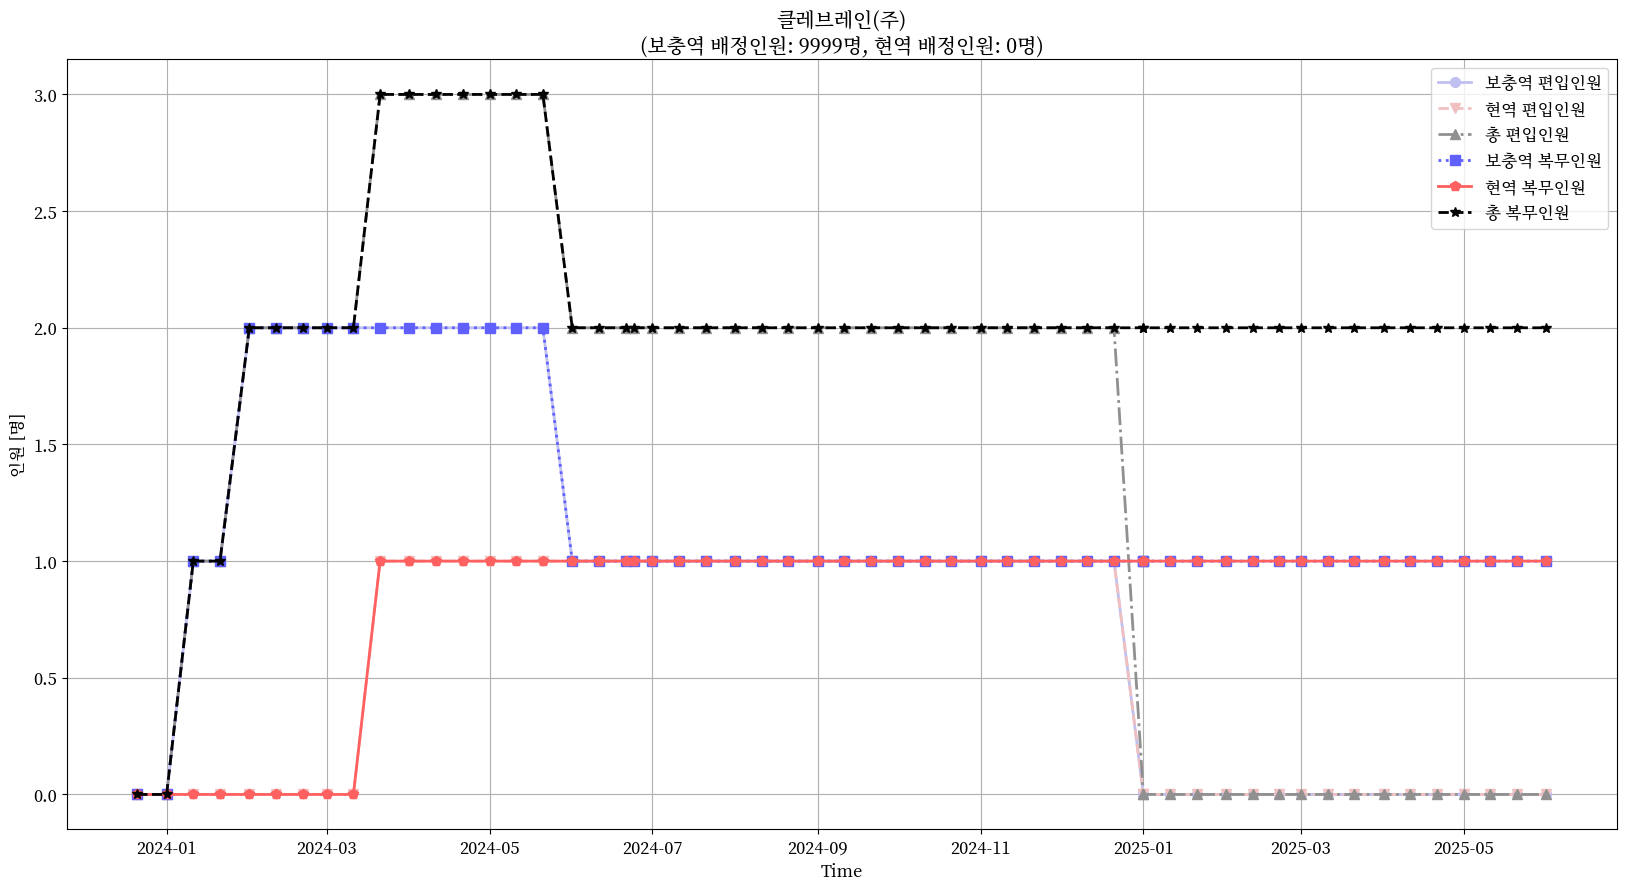 클레브레인(주)
(보충역 배정인원: 9999명, 현역 배정인원: 0명)
보충역 편입인원
현역 편입인원
총 편입인원
보충역 복무인원
현역 복무인원
총 복무인원
인원 [명]
3.0
2.5
2.0
1.5
1.0
0.5
0.0
2024-01
2024-03
2024-05
2024-07
2024-09
2024-11
2025-01
2025-03
2025-05
Time